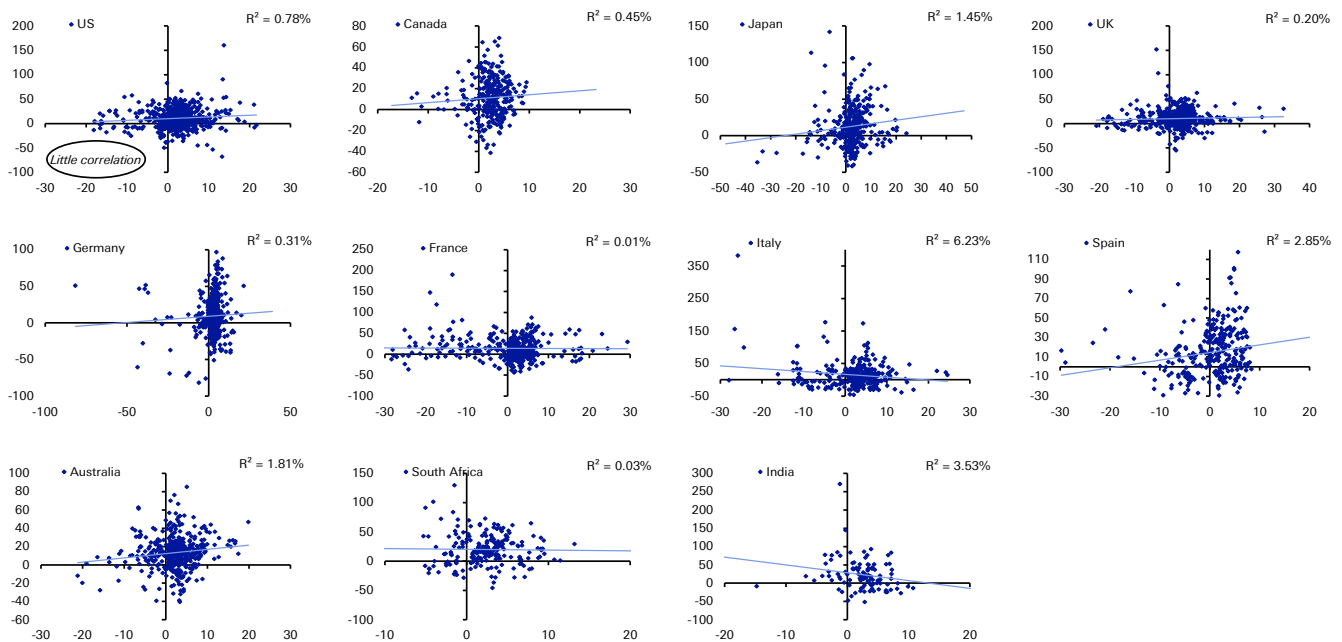 US
R² = 0.78%
200
150
100
50
0
-50
-100
-30 -20 -10 0 10 20 30
Little correlation
Canada
R² = 0.45%
80
60
40
20
0
-20
-40
-60
-20 -10 0 10 20 30
Japan
R² = 1.45%
150
100
50
0
-50
-50 -40 -30 -20 -10 0 10 20 30 40 50
UK
R² = 0.20%
200
150
100
50
0
-50
-100
-30 -20 -10 0 10 20 30 40
Germany
R² = 0.31%
100
50
0
-50
-100
-100 -50 0 50
France
R² = 0.01%
250
200
150
100
50
0
-50
-100
-30 -20 -10 0 10 20 30
Italy
R² = 6.23%
350
250
150
50
-50
-30 -20 -10 0 10 20 30
Spain
R² = 2.85%
110
90
70
50
30
10
-10
-30
-30 -20 -10 0 10 20
Australia
R² = 1.81%
100
80
60
40
20
0
-20
-40
-60
-30 -20 -10 0 10 20 30
South Africa
R² = 0.03%
150
100
50
0
-50
-100
-10 0 10 20
India
R² = 3.53%
300
250
200
150
100
50
0
-50
-100
-20 -10 0 10 20